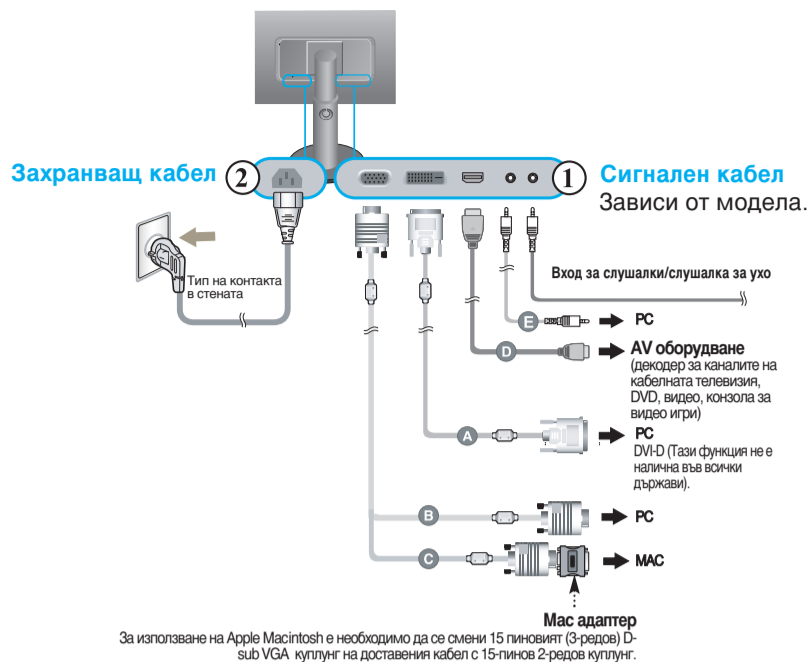 Захранващ кабел
2
1
Сигнален кабел
Зависи от модела.
Тип на контакта
в стената
Вход за слушалки/слушалка за ухо
E
PC
D
AV оборудване
(декодер за каналите на
кабелната телевизия,
DVD, видео, конзола за
видео игри)
A
PC
DVI-D (Тази функция не е
налична във всички
държави).
B
PC
C
MAC
Mac адаптер
За използване на Apple Macintosh е необходимо да се смени 15 пиновият (3-редов) D-
sub VGA куплунг на доставения кабел с 15-пинов 2-редов куплунг.